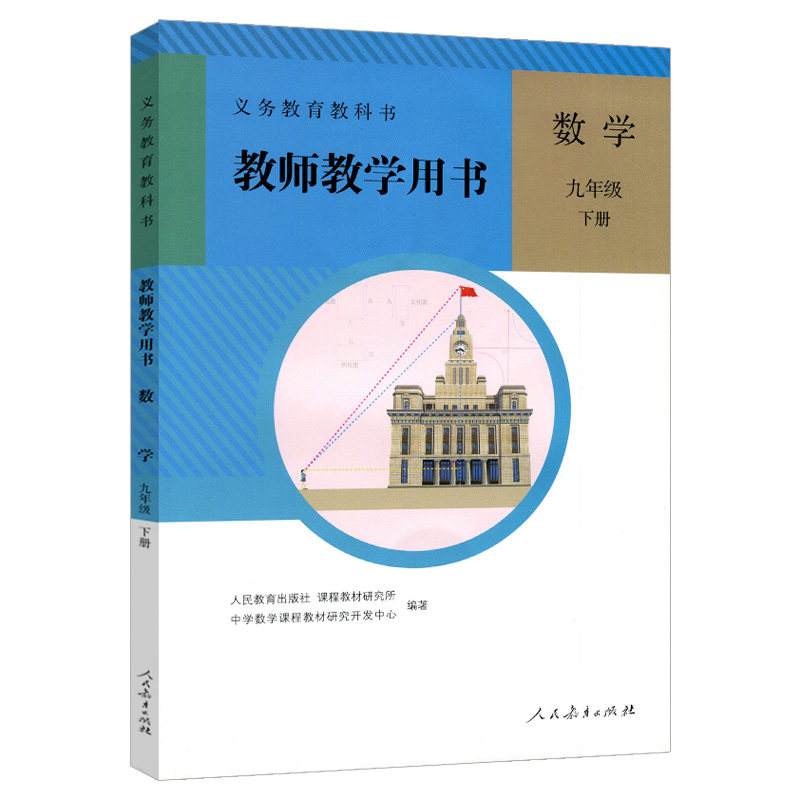 义务教育教科书
教师教学用书
数学
九年级
下册
人民教育出版社 课程教材研究所
中学数学课程教材研究开发中心
编著
人民教育出版社
义务教育教科书
教师教学用书
数学
九年级
下册
人民教育出版社